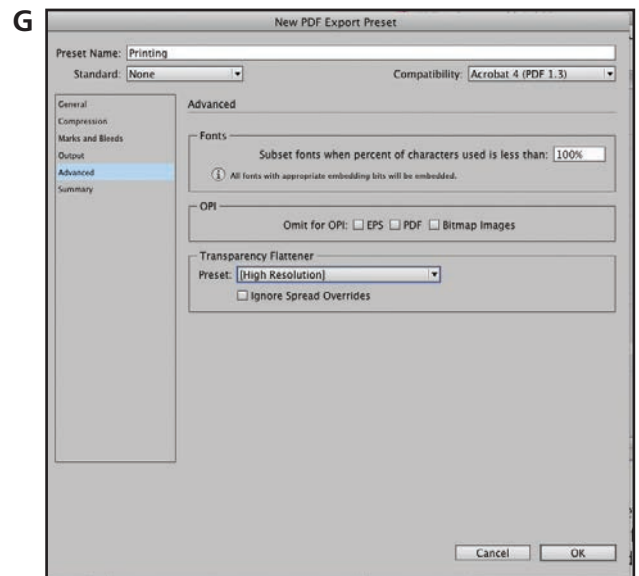 G
New PDF Export Preset
Preset Name: Printing
Standard: None Compatibility: Acrobat 4 (PDF 1.3)
General
Compression
Marks and Bleeds
Output
Advanced
Summary
Advanced
Fonts
Subset fonts when percent of characters used is less than: 100%
All fonts with appropriate embedding bits will be embedded.
OPI
Omit for OPI: EPS PDF Bitmap Images
Transparency Flattener
Preset: [High Resolution]
Ignore Spread Overrides
Cancel OK